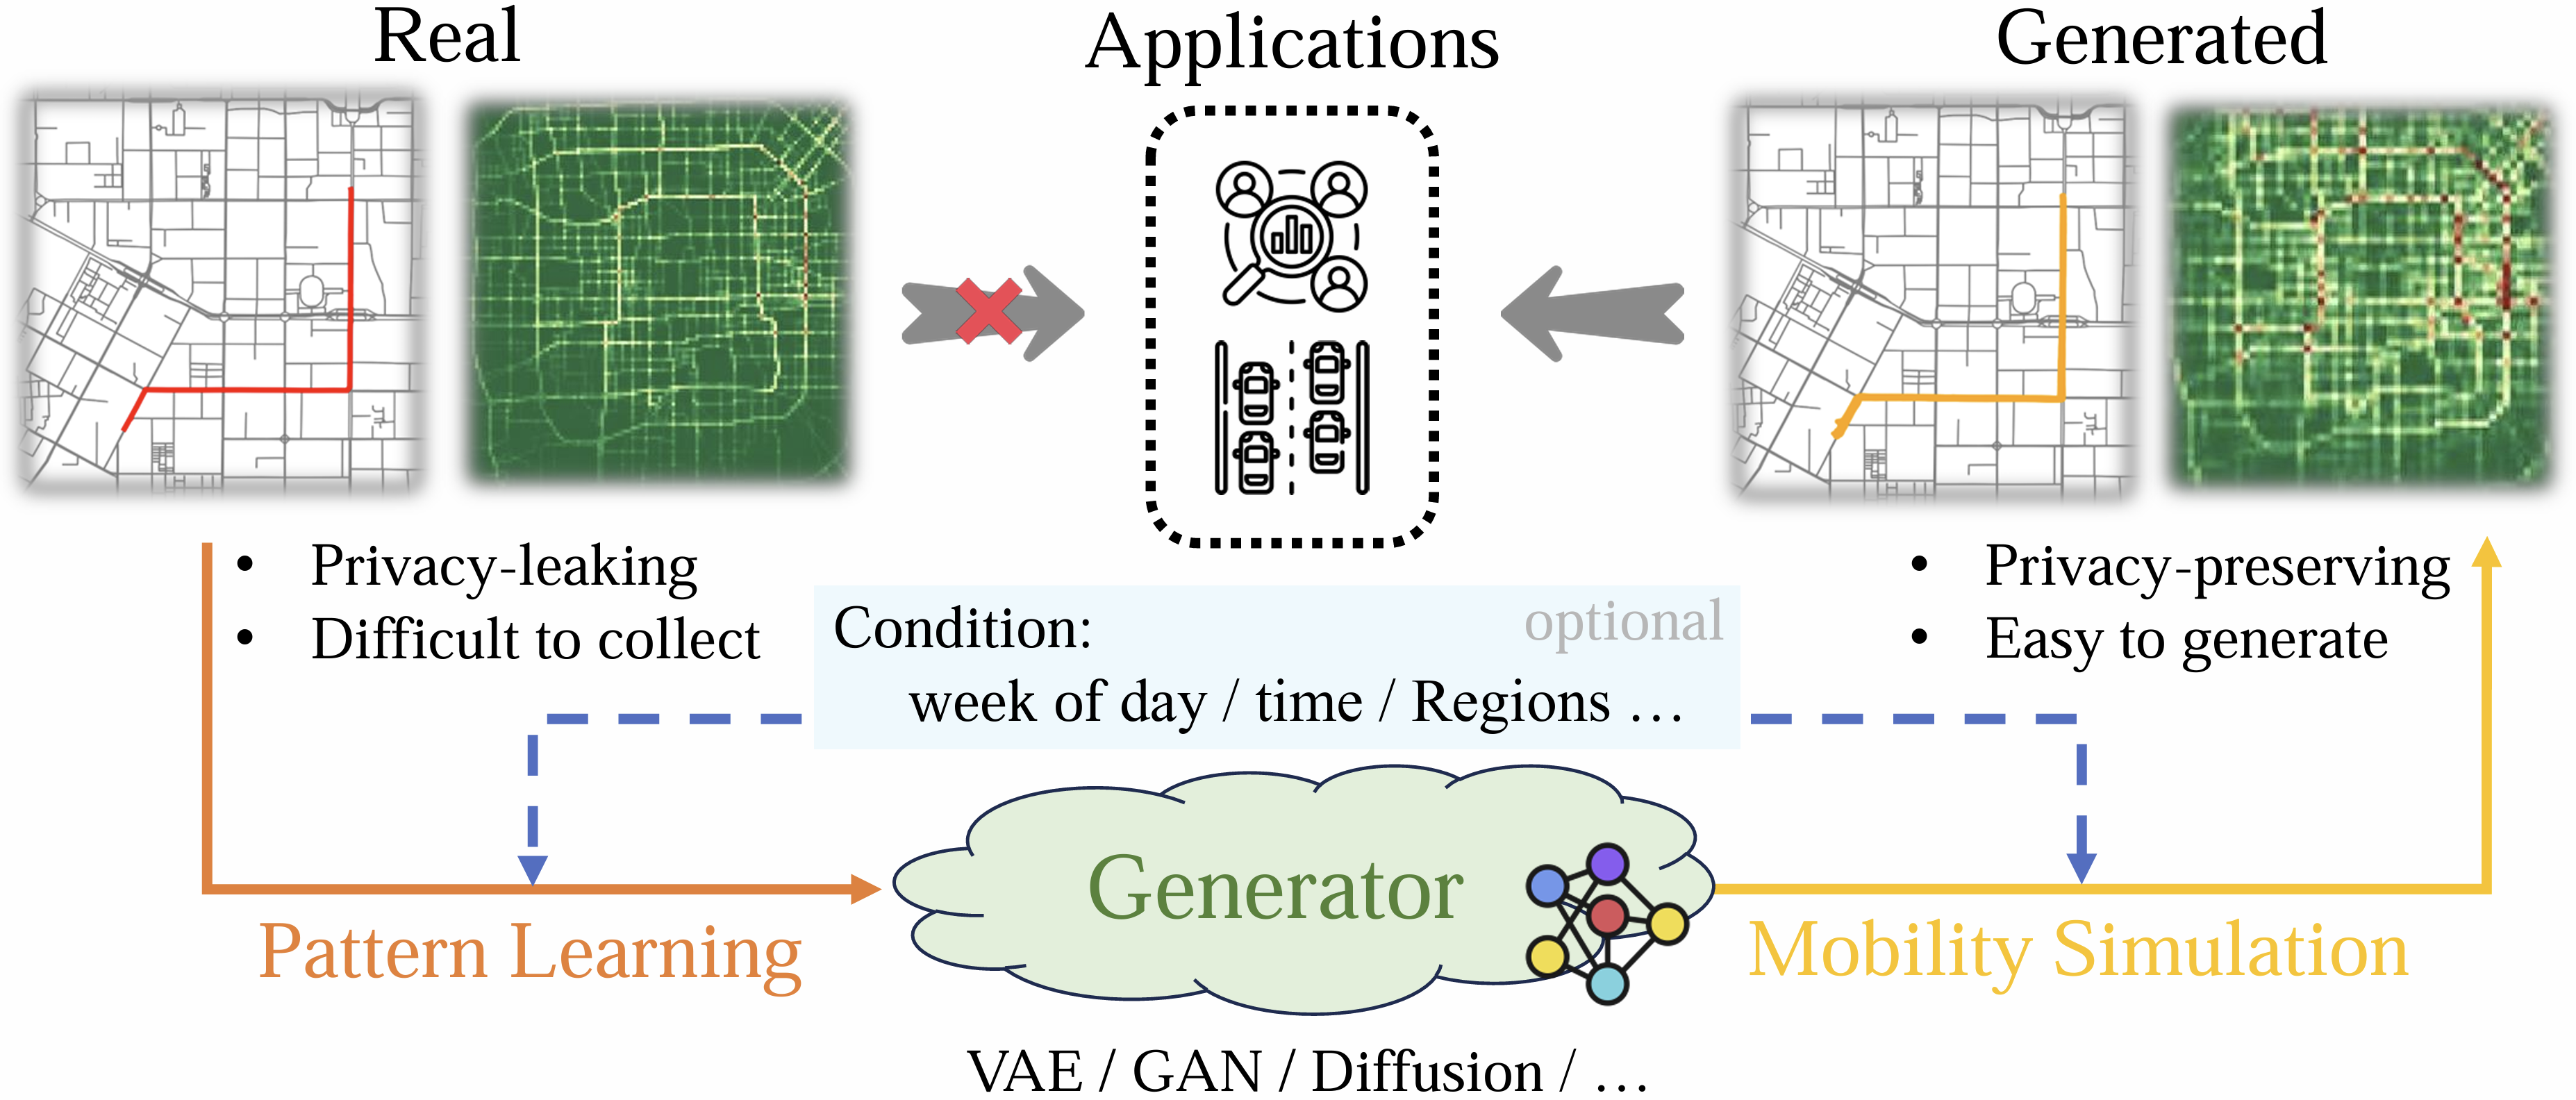 Real
Applications
Generated
• Privacy-leaking
• Difficult to collect
• Privacy-preserving
• Easy to generate
Condition:
optional
week of day / time / Regions …
Generator
Pattern Learning
Mobility Simulation
VAE / GAN / Diffusion / …